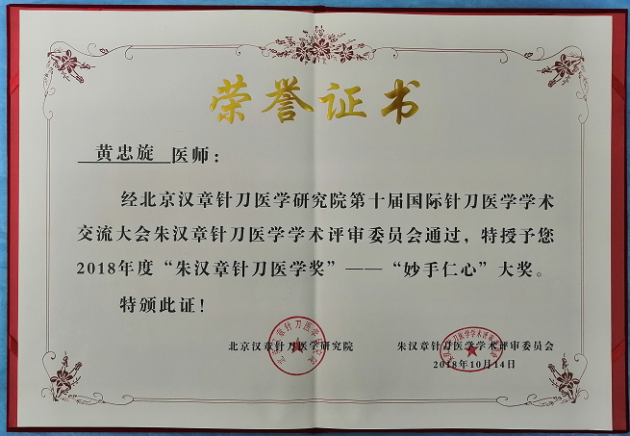 荣誉证书
黄忠旋 医师：
经北京汉章针刀医学研究院第十届国际针刀医学学术
交流大会朱汉章针刀医学学术评审委员会通过，特授予您
2018年度“朱汉章针刀医学奖”——“妙手仁心”大奖。
特颁此证！
北京汉章针刀医学研究院 朱汉章针刀医学学术评审委员会
2018年10月14日